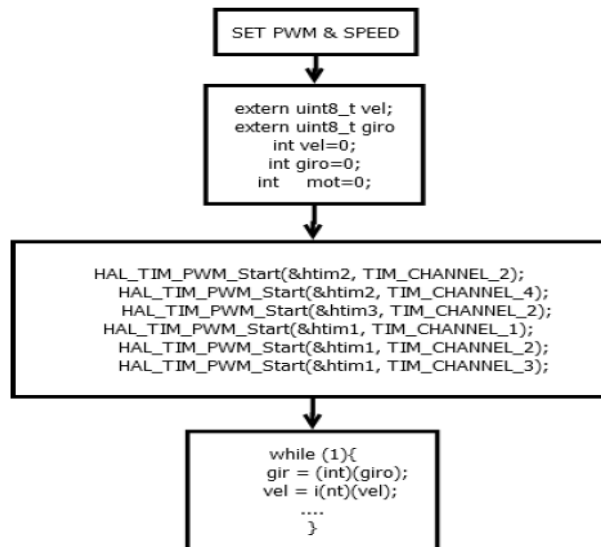 SET PWM & SPEED
extern uint8_t vel;
extern uint8_t giro
int vel=0;
int giro=0;
int mot=0;
HAL_TIM_PWM_Start(&htim2, TIM_CHANNEL_2);
HAL_TIM_PWM_Start(&htim2, TIM_CHANNEL_4);
HAL_TIM_PWM_Start(&htim3, TIM_CHANNEL_2);
HAL_TIM_PWM_Start(&htim1, TIM_CHANNEL_1);
HAL_TIM_PWM_Start(&htim1, TIM_CHANNEL_2);
HAL_TIM_PWM_Start(&htim1, TIM_CHANNEL_3);
while (1){
gir = (int)(giro);
vel = i(nt)(vel);
....
}